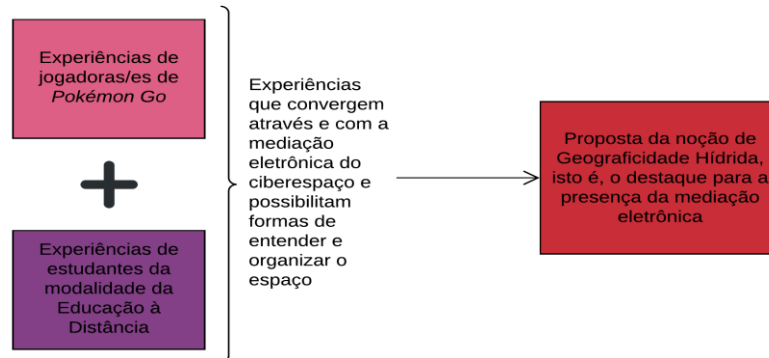 Experiências de
jogadoras/es de
Pokémon Go
Experiências de
estudantes da
modalidade da
Educação à
Distância
Experiências
que convergem
através e com a
mediação
eletrônica do
ciberespaço e
possibilitam
formas de
entender e
organizar o
espaço
Proposta da noção de
Geograficidade Hídrida,
isto é, o destaque para a
presença da mediação
eletrônica